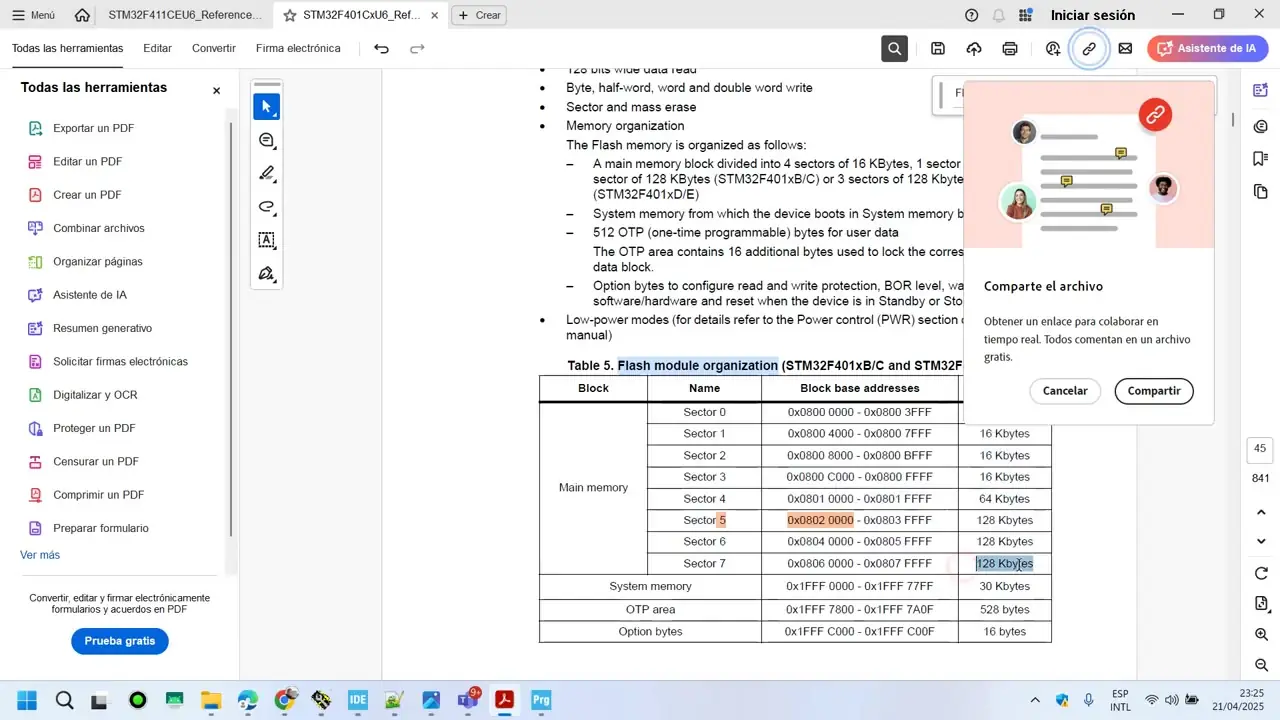 Menú
STM32F411CEU6_Reference...
STM32F401CxU6_Ref...
Crear
Iniciar sesión
Todas las herramientas
Editar
Convertir
Firma electrónica
Asistente de IA
Todas las herramientas
Exportar un PDF
Editar un PDF
Crear un PDF
Combinar archivos
Organizar páginas
Asistente de IA
Resumen generativo
Solicitar firmas electrónicas
Digitalizar y OCR
Proteger un PDF
Censurar un PDF
Comprimir un PDF
Preparar formulario
Ver más
Convertir, editar y firmar electrónicamente
formularios y acuerdos en PDF
Prueba gratis
• 128 bits wide data read
• Byte, half-word, word and double word write
• Sector and mass erase
• Memory organization
The Flash memory is organized as follows:
– A main memory block divided into 4 sectors of 16 KBytes, 1 sector
sector of 128 KBytes (STM32F401xB/C) or 3 sectors of 128 Kbyte
(STM32F401xD/E)
– System memory from which the device boots in System memory b
– 512 OTP (one-time programmable) bytes for user data
The OTP area contains 16 additional bytes used to lock the corres
data block.
– Option bytes to configure read and write protection, BOR level, wa
software/hardware and reset when the device is in Standby or Sto
• Low-power modes (for details refer to the Power control (PWR) section
manual)
Table 5. Flash module organization (STM32F401xB/C and STM32F
Block Name Block base addresses
Main memory
Sector 0 0x0800 0000 - 0x0800 3FFF
Sector 1 0x0800 4000 - 0x0800 7FFF 16 Kbytes
Sector 2 0x0800 8000 - 0x0800 BFFF 16 Kbytes
Sector 3 0x0800 C000 - 0x0800 FFFF 16 Kbytes
Sector 4 0x0801 0000 - 0x0801 FFFF 64 Kbytes
Sector 5 0x0802 0000 - 0x0803 FFFF 128 Kbytes
Sector 6 0x0804 0000 - 0x0805 FFFF 128 Kbytes
Sector 7 0x0806 0000 - 0x0807 FFFF 128 Kbytes
System memory 0x1FFF 0000 - 0x1FFF 77FF 30 Kbytes
OTP area 0x1FFF 7800 - 0x1FFF 7A0F 528 bytes
Option bytes 0x1FFF C000 - 0x1FFF C00F 16 bytes
Comparte el archivo
Obtener un enlace para colaborar en
tiempo real. Todos comentan en un archivo
gratis.
Cancelar
Compartir
45
841
IDE
9+
Prg
ESP
INTL
23:25
21/04/2025